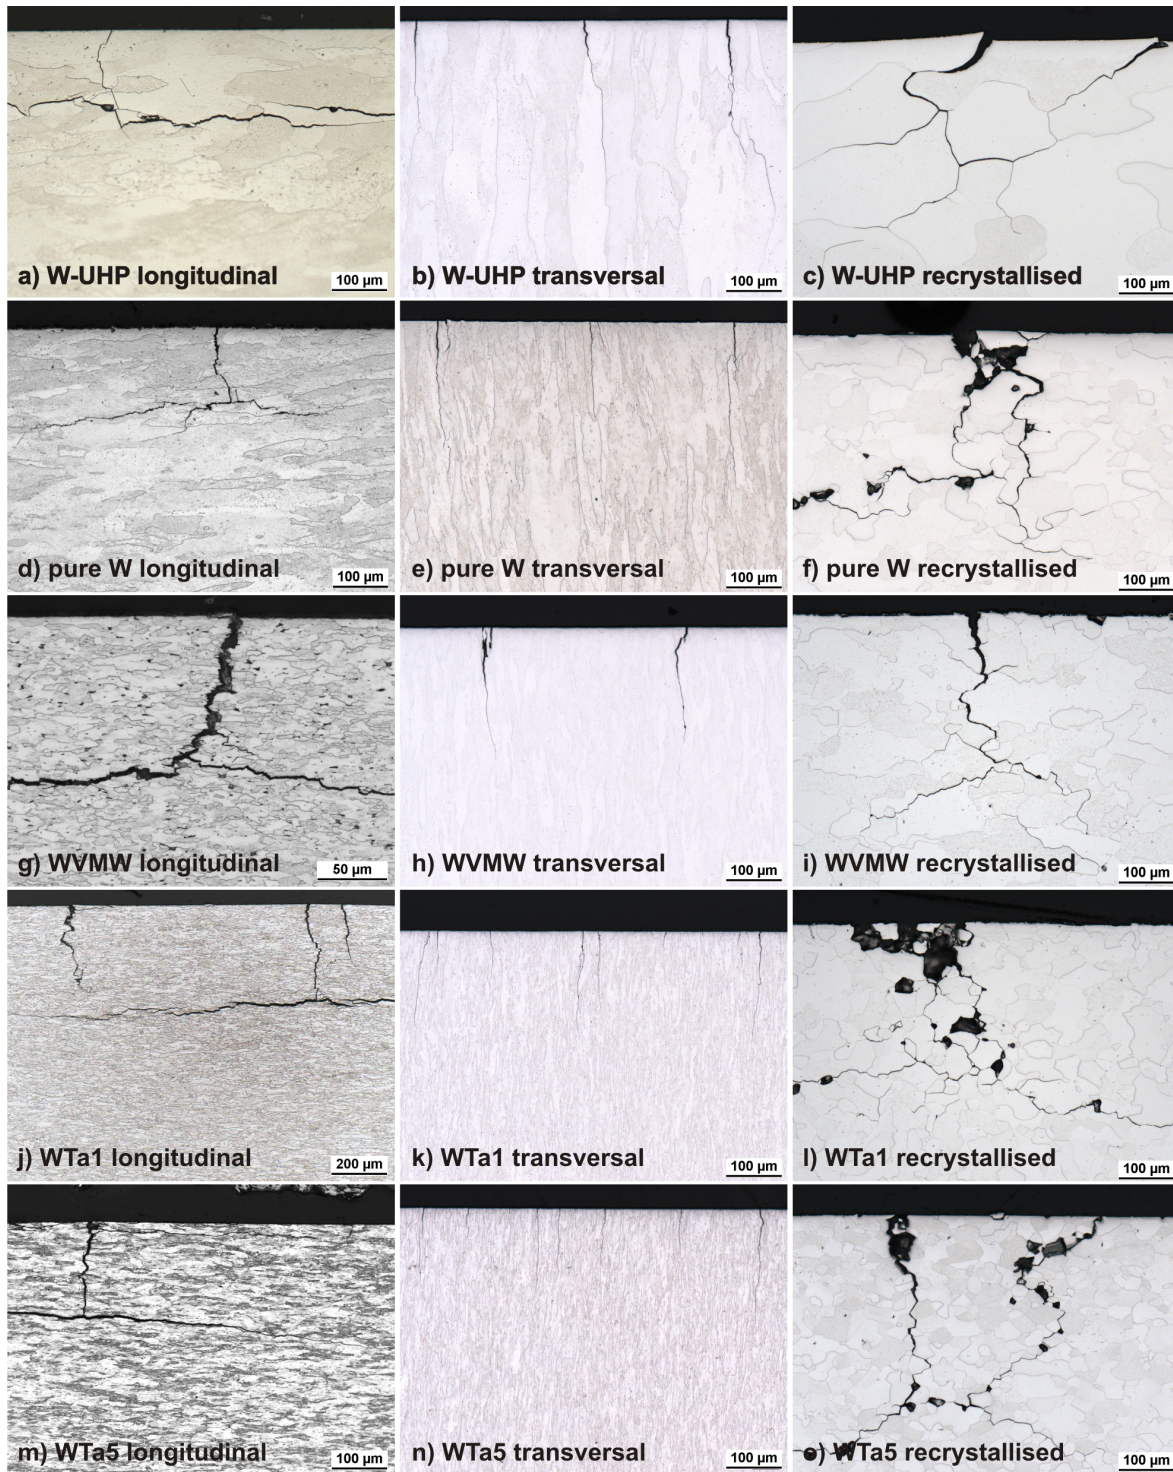 a) W-UHP longitudinal
100 µm
b) W-UHP transversal
100 µm
c) W-UHP recrystallised
100 µm
d) pure W longitudinal
100 µm
e) pure W transversal
100 µm
f) pure W recrystallised
100 µm
g) WVMW longitudinal
50 µm
h) WVMW transversal
100 µm
i) WVMW recrystallised
100 µm
j) WTa1 longitudinal
200 µm
k) WTa1 transversal
100 µm
l) WTa1 recrystallised
100 µm
m) WTa5 longitudinal
100 µm
n) WTa5 transversal
100 µm
o) WTa5 recrystallised
100 µm